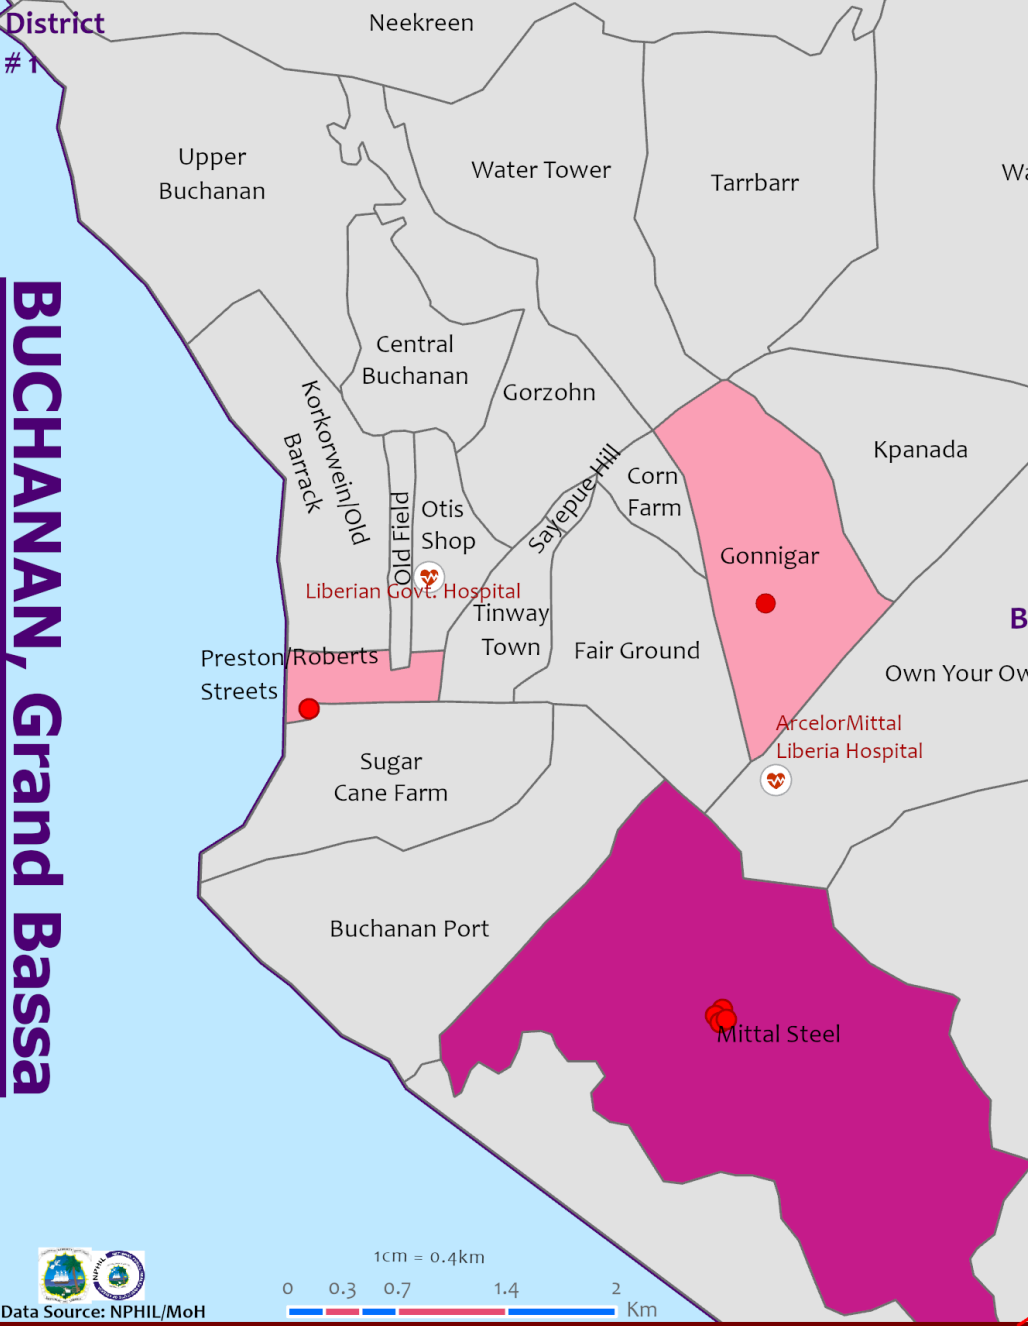 District
# 1
Neekreen
Upper
Buchanan
Water Tower
Tarrbarr
BUCHANAN, Grand Bassa
Central
Buchanan
Gorzohn
Korkorwein/Old
Barrack
Old Field
Otis
Shop
Sayepue Hill
Corn
Farm
Kpanada
Gonnigar
Liberian Govt. Hospital
Tinway
Town
Fair Ground
Preston/Roberts
Streets
Own Your Ow
ArcelorMittal
Liberia Hospital
Sugar
Cane Farm
Buchanan Port
Mittal Steel
1cm = 0.4km
0 0.3 0.7 1.4 2
Km
NPHIL
Data Source: NPHIL/MoH